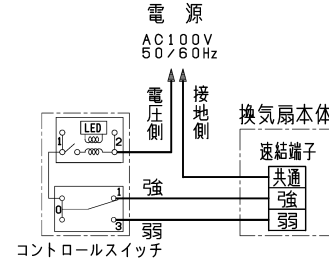 電 源
AC100V
50/60Hz
電圧側
接地側
換気扇本体
速結端子
共通
強
弱
LED
1
2
1
0
3
強
弱
コントロールスイッチ